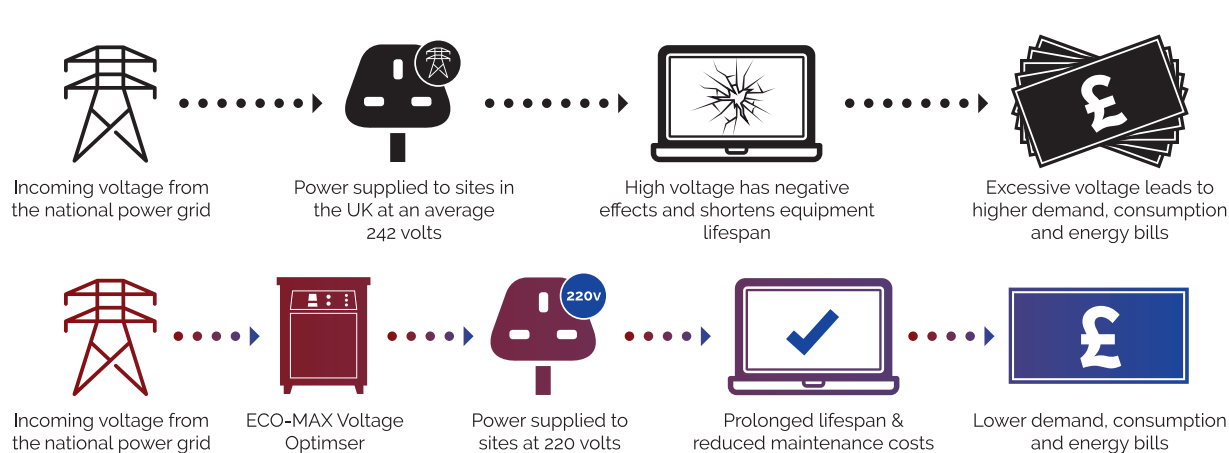 Incoming voltage from
the national power grid
Power supplied to sites in
the UK at an average
242 volts
High voltage has negative
effects and shortens equipment
lifespan
£
Excessive voltage leads to
higher demand, consumption
and energy bills
Incoming voltage from
the national power grid
ECO-MAX Voltage
Optimser
220V
Power supplied to
sites at 220 volts
Prolonged lifespan &
reduced maintenance costs
£
Lower demand, consumption
and energy bills